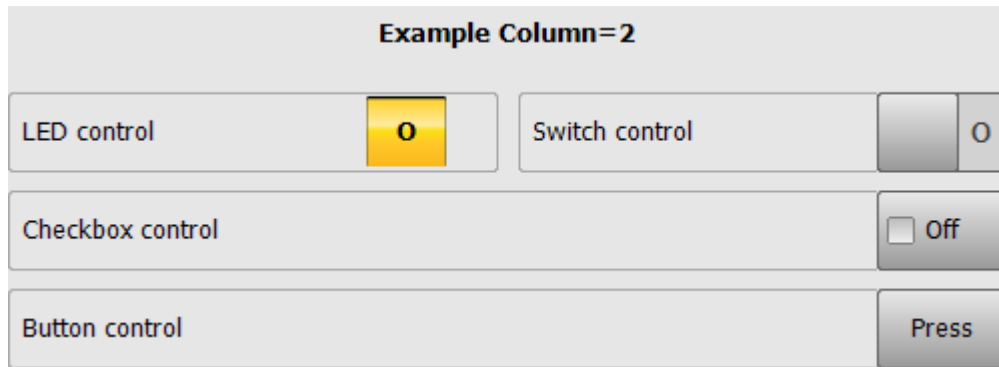 Example Column=2
LED control O Switch control O
Checkbox control Off
Button control Press